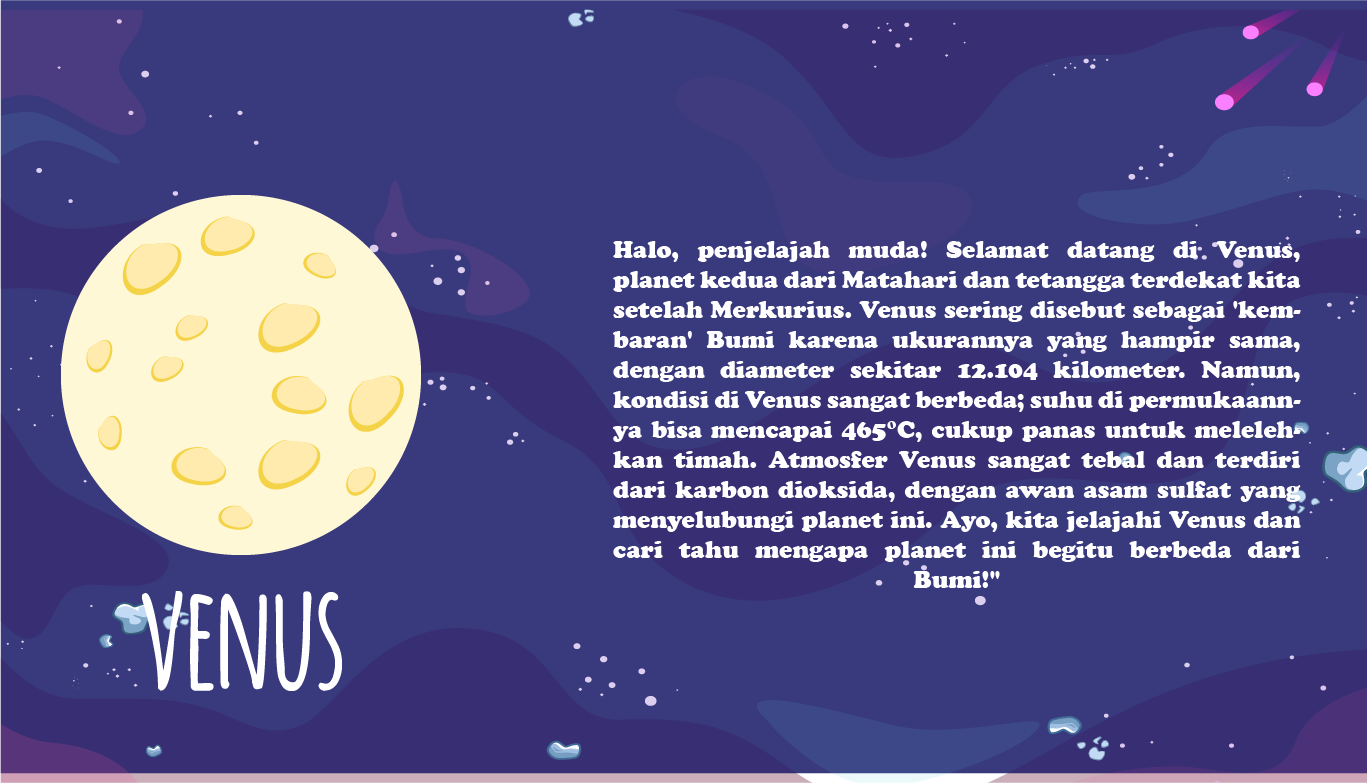 Halo, penjelajah muda! Selamat datang di Venus,
planet kedua dari Matahari dan tetangga terdekat kita
setelah Merkurius. Venus sering disebut sebagai 'kem-
baran' Bumi karena ukurannya yang hampir sama,
dengan diameter sekitar 12.104 kilometer. Namun,
kondisi di Venus sangat berbeda; suhu di permukaann-
ya bisa mencapai 465°C, cukup panas untuk meleleh-
kan timah. Atmosfer Venus sangat tebal dan terdiri
dari karbon dioksida, dengan awan asam sulfat yang
menyelubungi planet ini. Ayo, kita jelajahi Venus dan
cari tahu mengapa planet ini begitu berbeda dari
Bumi!"
VENUS